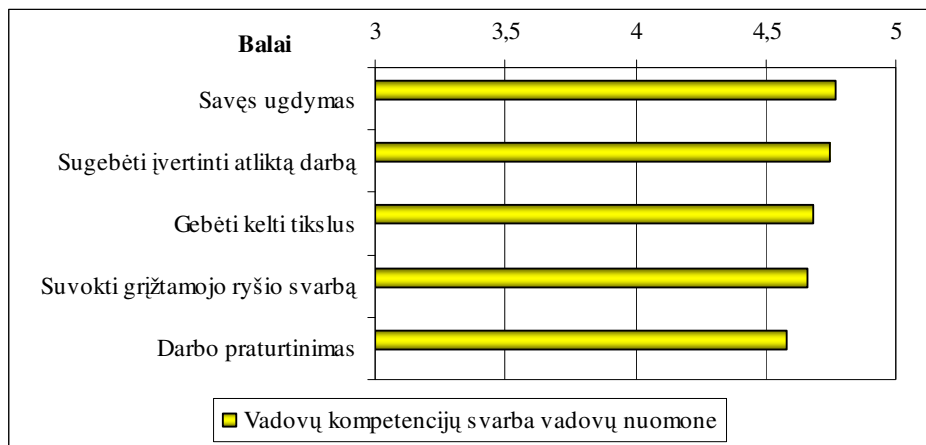 Balai
3 3,5 4 4,5 5
Savęs ugdymas
Sugebėti įvertinti atliktą darbą
Gebėti kelti tikslus
Suvokti grįžtamojo ryšio svarbą
Darbo praturtinimas
Vadovų kompetencijų svarba vadovų nuomone